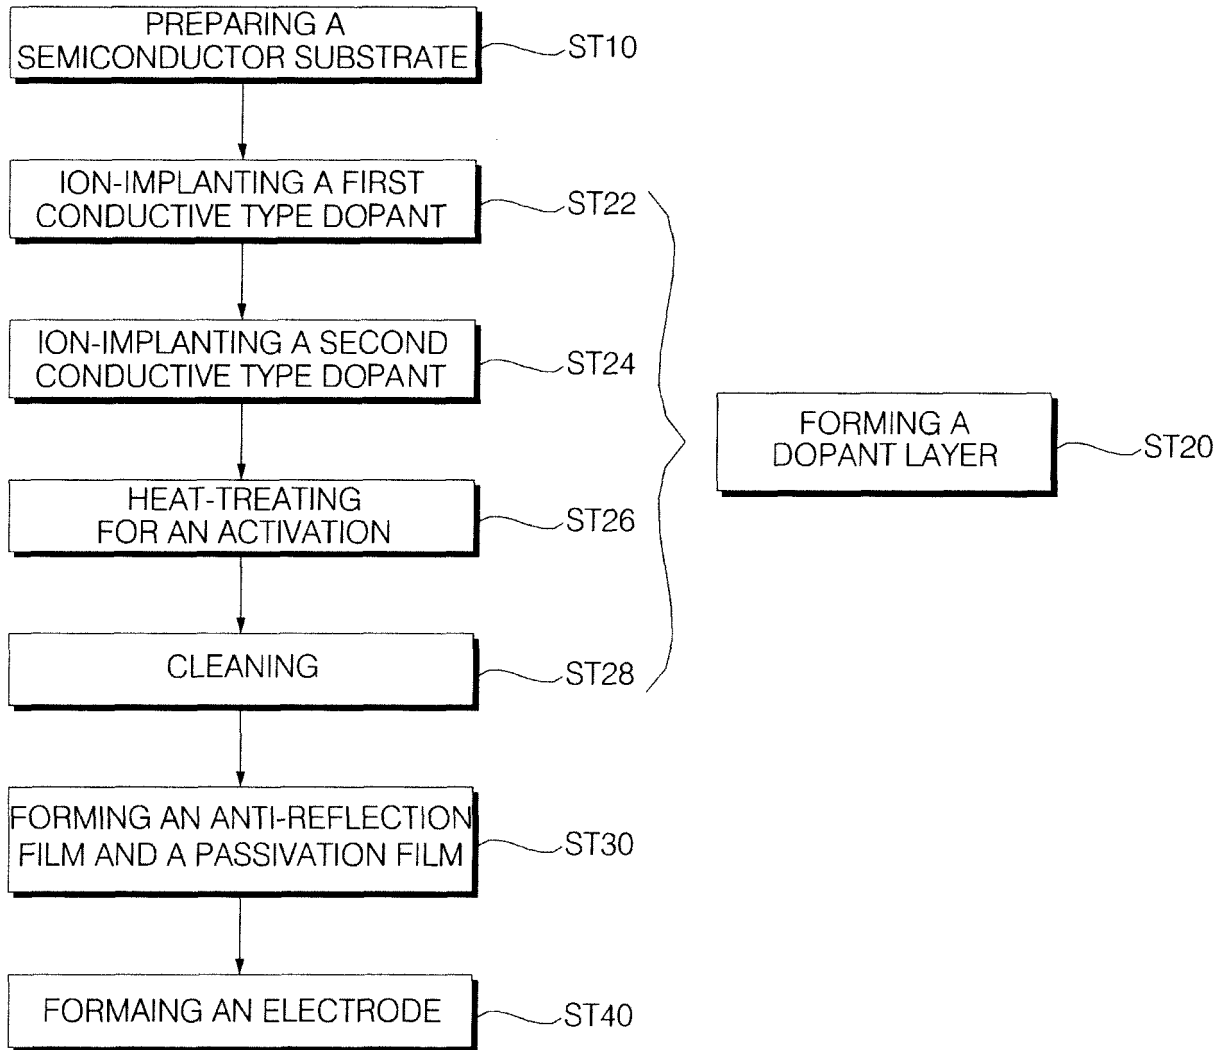 PREPARING A
SEMICONDUCTOR SUBSTRATE
ST10
ION-IMPLANTING A FIRST
CONDUCTIVE TYPE DOPANT
ST22
ION-IMPLANTING A SECOND
CONDUCTIVE TYPE DOPANT
ST24
FORMING A
DOPANT LAYER
ST20
HEAT-TREATING
FOR AN ACTIVATION
ST26
CLEANING
ST28
FORMING AN ANTI-REFLECTION
FILM AND A PASSIVATION FILM
ST30
FORMAING AN ELECTRODE
ST40